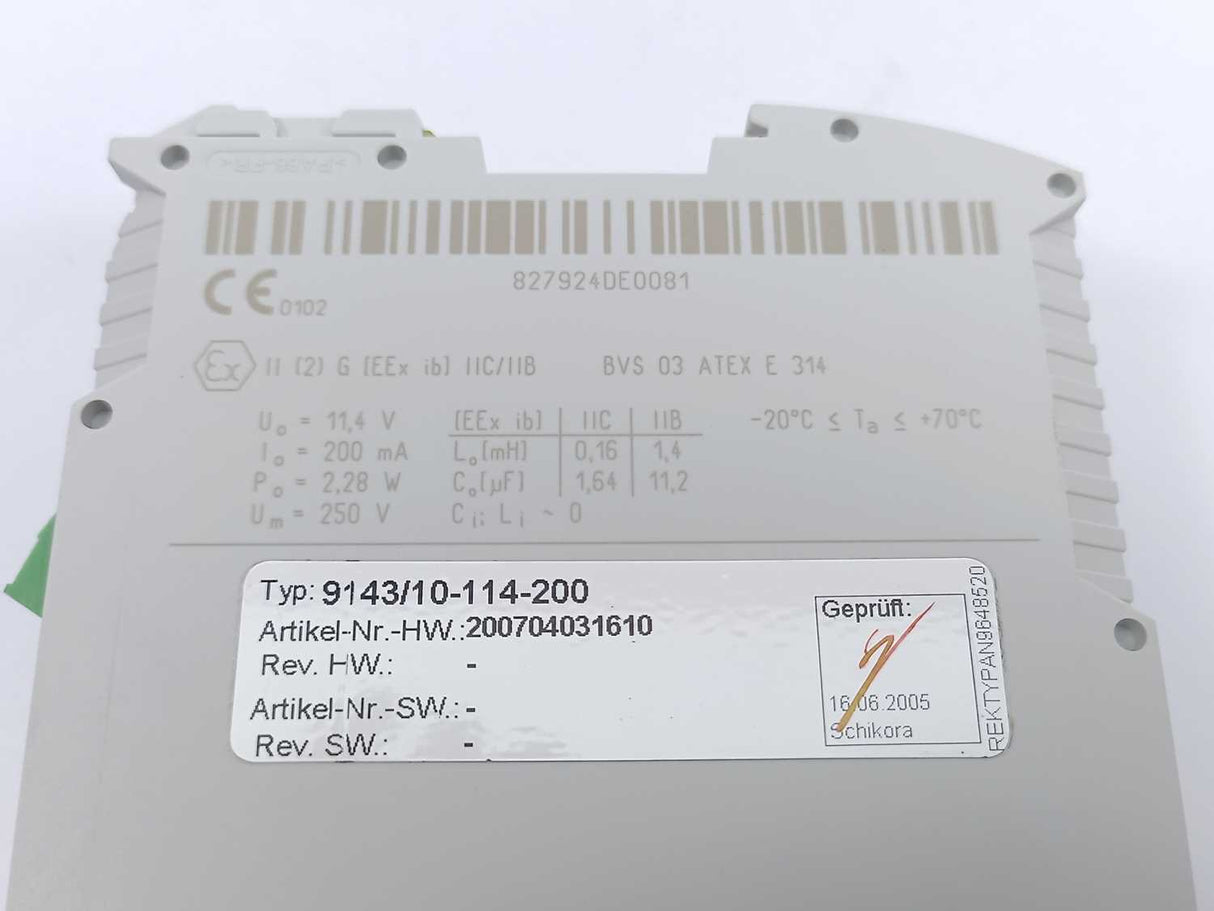 >PA66-FR<
827924DE0081
CE 0102
Ex II (2) G [EEx ib] IIC/IIB BVS 03 ATEX E 314
Uo = 11,4 V [EEx ib] IIC IIB -20°C ≤ Ta ≤ +70°C
Io = 200 mA Lo[mH] 0,16 1,4
Po = 2,28 W Co[µF] 1,64 11,2
Um = 250 V Ci; Li ~ 0
Typ: 9143/10-114-200
Artikel-Nr.-HW.:200704031610
Rev. HW.: -
Artikel-Nr.-SW.: -
Rev. SW.: -
Geprüft:
16.06.2005
Schikora
REKTYPAN9648520